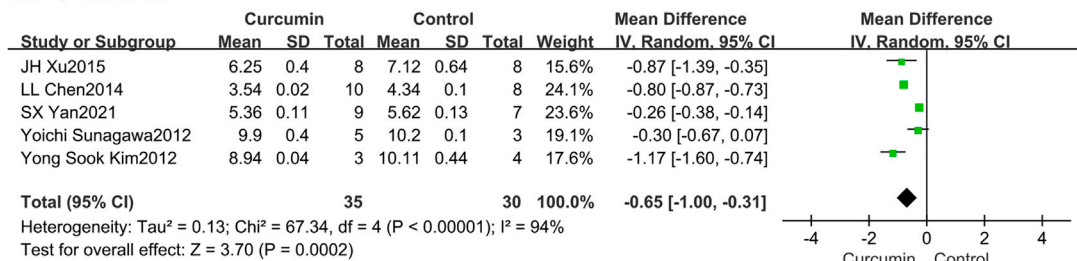 Curcumin Control Mean Difference Mean Difference
Study or Subgroup Mean SD Total Mean SD Total Weight IV, Random, 95% CI IV, Random, 95% CI
JH Xu2015 6.25 0.4 8 7.12 0.64 8 15.6% -0.87 [-1.39, -0.35]
LL Chen2014 3.54 0.02 10 4.34 0.1 8 24.1% -0.80 [-0.87, -0.73]
SX Yan2021 5.36 0.11 9 5.62 0.13 7 23.6% -0.26 [-0.38, -0.14]
Yoichi Sunagawa2012 9.9 0.4 5 10.2 0.1 3 19.1% -0.30 [-0.67, 0.07]
Yong Sook Kim2012 8.94 0.04 3 10.11 0.44 4 17.6% -1.17 [-1.60, -0.74]
Total (95% CI) 35 30 100.0% -0.65 [-1.00, -0.31]
Heterogeneity: Tau² = 0.13; Chi² = 67.34, df = 4 (P < 0.00001); I² = 94%
Test for overall effect: Z = 3.70 (P = 0.0002)
-4 -2 0 2 4
Curcumin Control